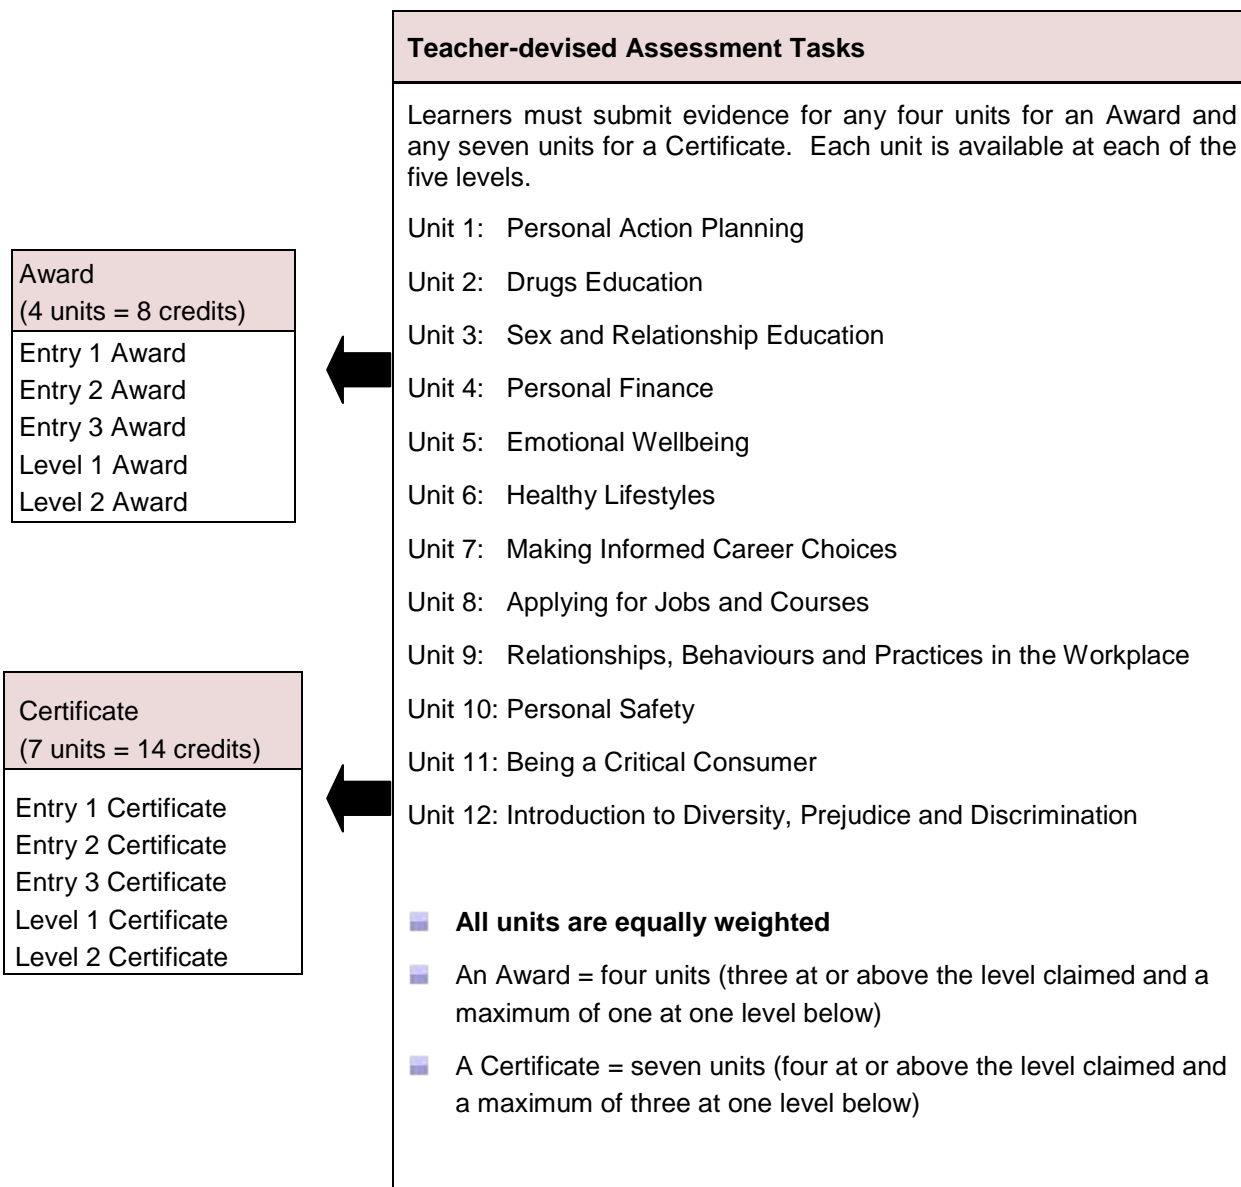 Teacher-devised Assessment Tasks
Learners must submit evidence for any four units for an Award and
any seven units for a Certificate. Each unit is available at each of the
five levels.
Unit 1: Personal Action Planning
Unit 2: Drugs Education
Unit 3: Sex and Relationship Education
Unit 4: Personal Finance
Unit 5: Emotional Wellbeing
Unit 6: Healthy Lifestyles
Unit 7: Making Informed Career Choices
Unit 8: Applying for Jobs and Courses
Unit 9: Relationships, Behaviours and Practices in the Workplace
Unit 10: Personal Safety
Unit 11: Being a Critical Consumer
Unit 12: Introduction to Diversity, Prejudice and Discrimination
All units are equally weighted
An Award = four units (three at or above the level claimed and a
maximum of one at one level below)
A Certificate = seven units (four at or above the level claimed and
a maximum of three at one level below)
Award
(4 units = 8 credits)
Entry 1 Award
Entry 2 Award
Entry 3 Award
Level 1 Award
Level 2 Award
Certificate
(7 units = 14 credits)
Entry 1 Certificate
Entry 2 Certificate
Entry 3 Certificate
Level 1 Certificate
Level 2 Certificate